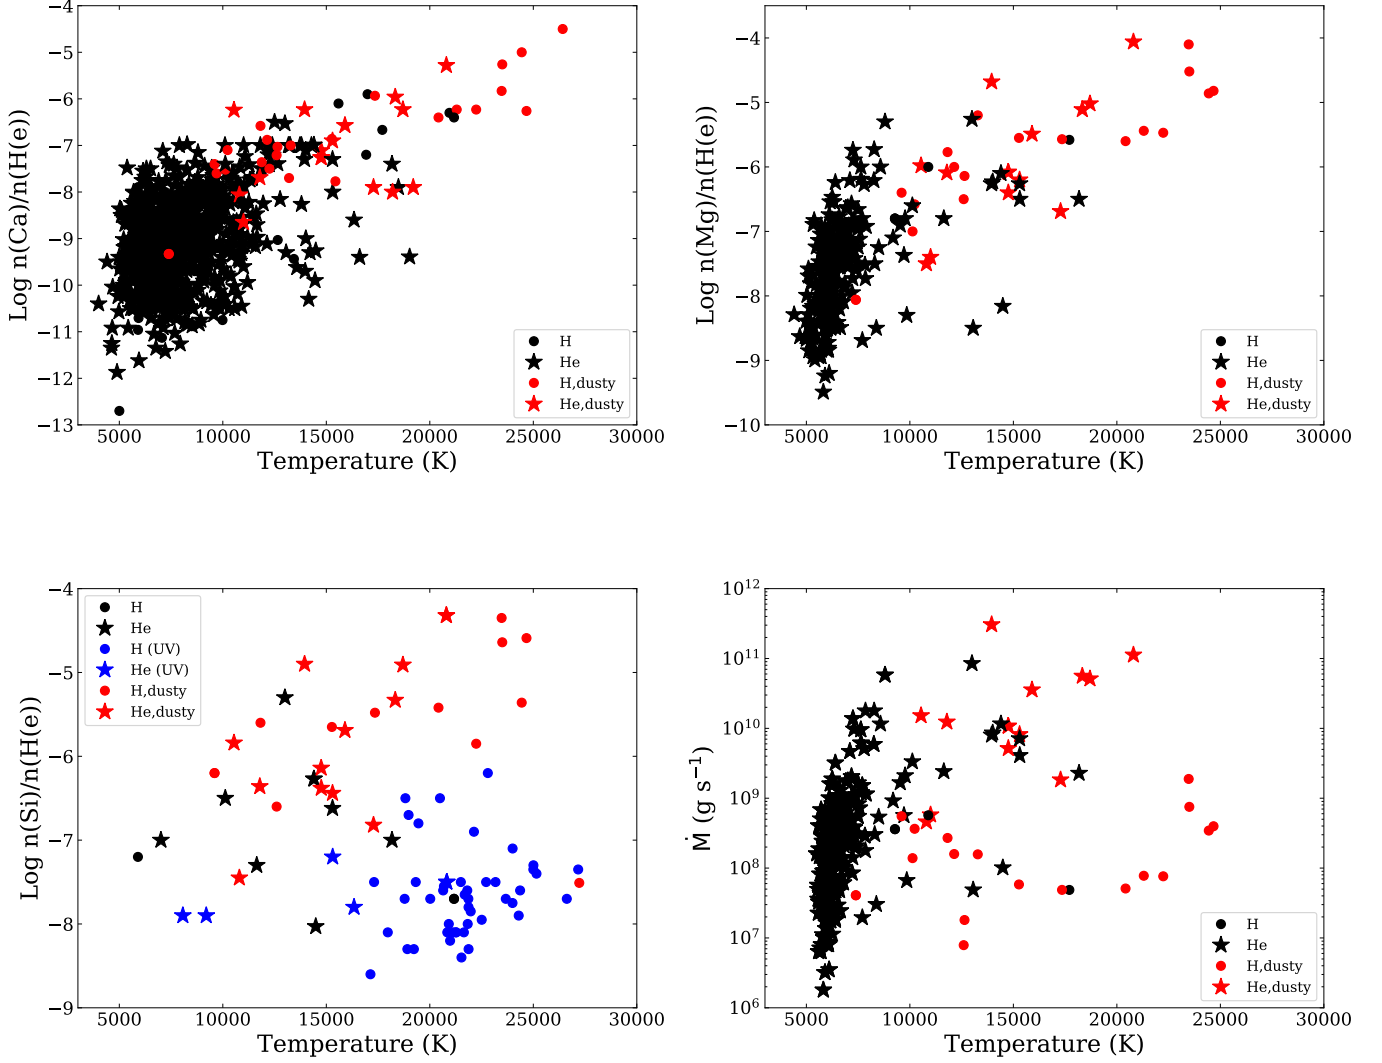 −4
−5
−6
−7
−8
−9
−10
−11
−12
−13
Log n(Ca)/n(H(e))
5000 10000 15000 20000 25000 30000
Temperature (K)
H
He
H,dusty
He,dusty
−4
−5
−6
−7
−8
−9
−10
Log n(Mg)/n(H(e))
5000 10000 15000 20000 25000 30000
Temperature (K)
H
He
H,dusty
He,dusty
−4
−5
−6
−7
−8
−9
Log n(Si)/n(H(e))
5000 10000 15000 20000 25000 30000
Temperature (K)
H
He
H (UV)
He (UV)
H,dusty
He,dusty
10¹²
10¹¹
10¹⁰
10⁹
10⁸
10⁷
10⁶
Ṁ (g s⁻¹)
5000 10000 15000 20000 25000 30000
Temperature (K)
H
He
H,dusty
He,dusty